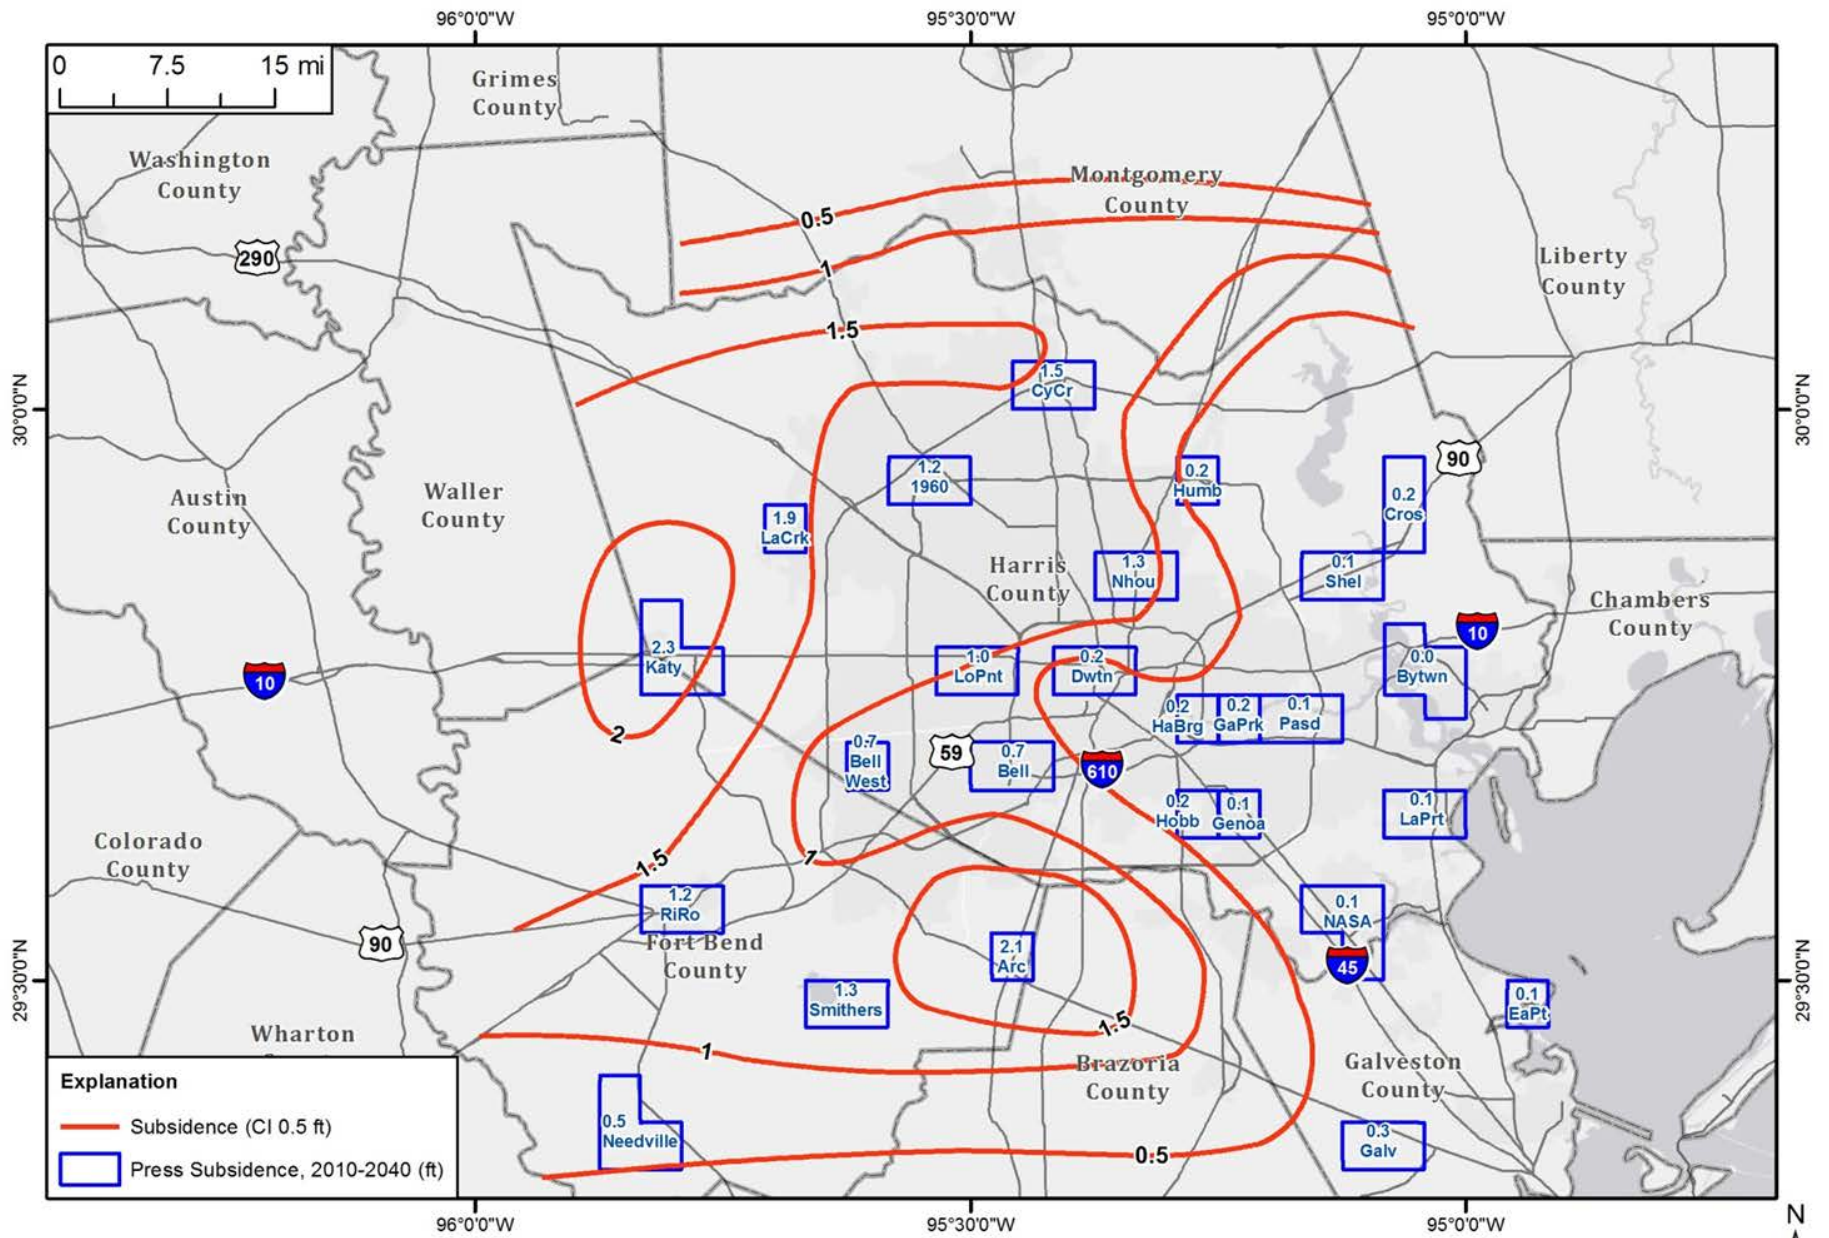 96°0'0"W
95°30'0"W
95°0'0"W
0
7.5
15 mi
Grimes
County
Washington
County
Montgomery
County
0.5
290
1
Liberty
County
1.5
1.5
CyCr
30°0'0"N
30°0'0"N
90
1.2
1960
0.2
Humb
0.2
Cros
Austin
County
Waller
County
1.9
LaCrk
Harris
County
1.3
Nhou
0.1
Shel
Chambers
County
10
10
2.3
Katy
1.0
LoPnt
0.2
Dwtn
0.0
Bytwn
2
0.2
HaBrg
0.2
GaPrk
0.1
Pasd
0.7
Bell
West
59
0.7
Bell
610
0.2
Hobb
0.1
Genoa
0.1
LaPrt
Colorado
County
1.5
1
1.2
RiRo
0.1
NASA
90
Fort Bend
County
2.1
Arc
45
29°30'0"N
29°30'0"N
1.3
Smithers
0.1
EaPt
1.5
Wharton
1
Brazoria
County
Galveston
County
Explanation
Subsidence (CI 0.5 ft)
Press Subsidence, 2010-2040 (ft)
0.5
Needville
0.5
0.3
Galv
96°0'0"W
95°30'0"W
95°0'0"W
N